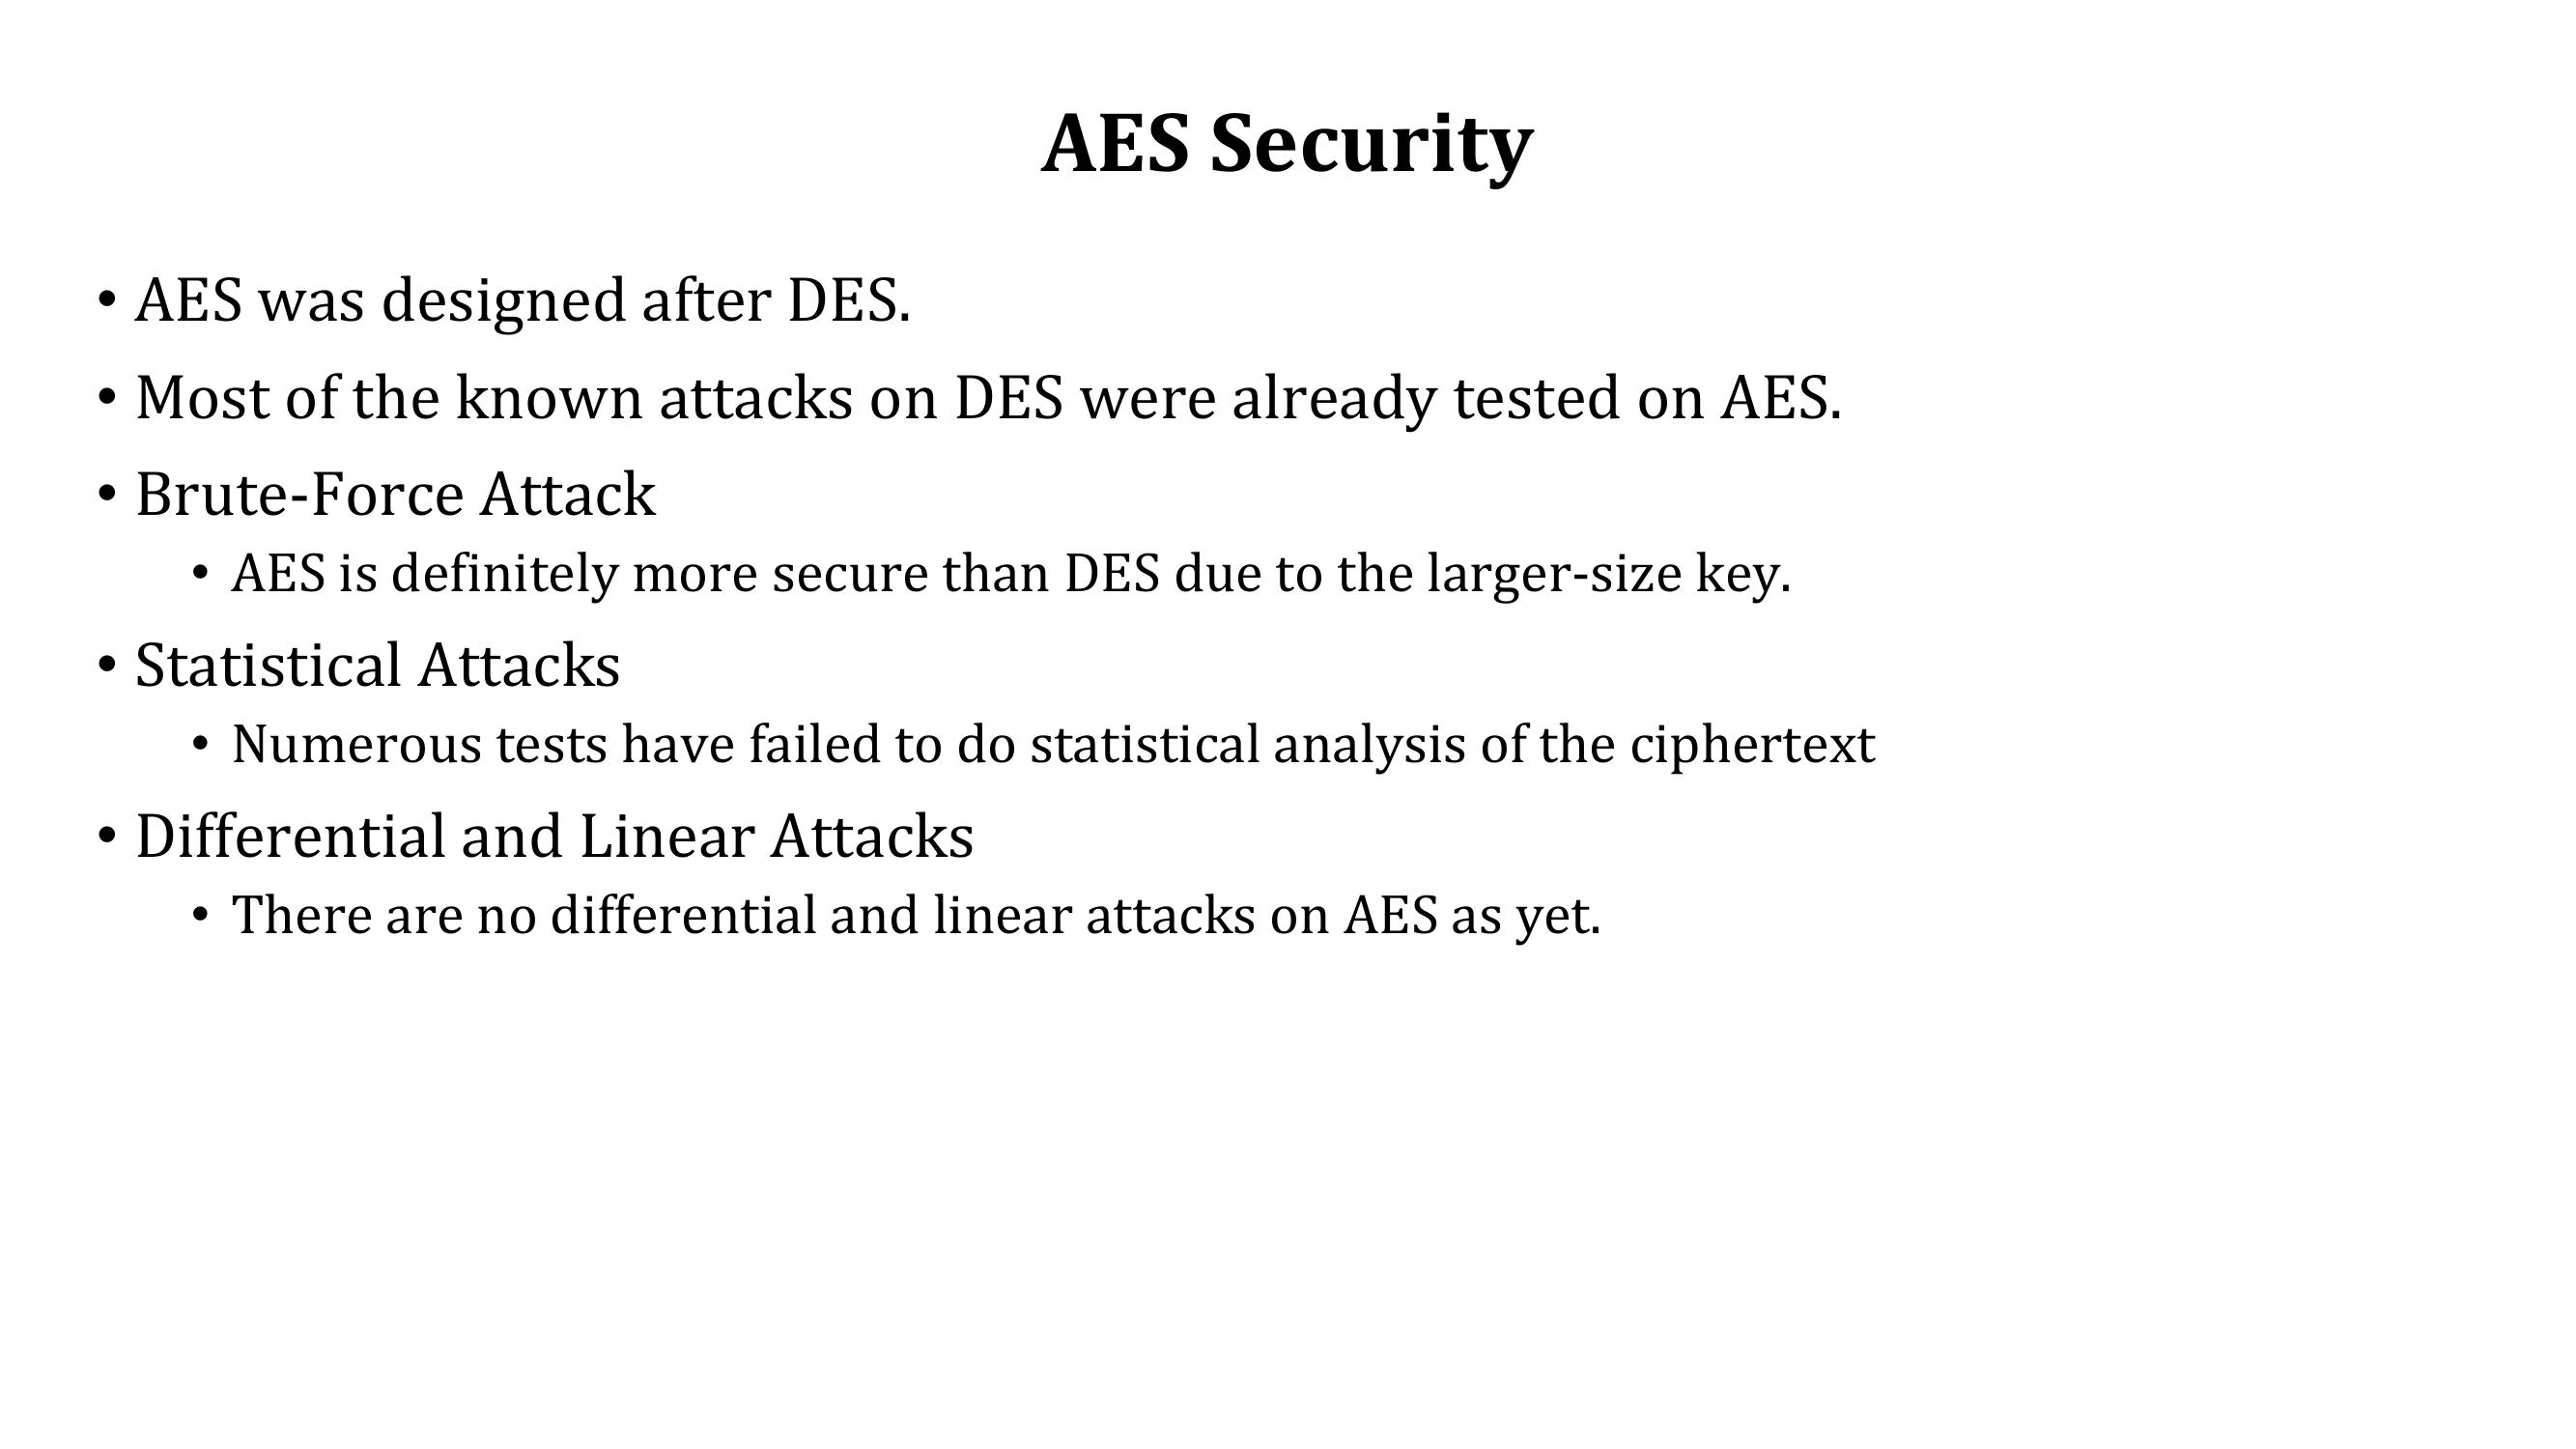 AES Security
• AES was designed after DES.
• Most of the known attacks on DES were already tested on AES.
• Brute-Force Attack
• AES is definitely more secure than DES due to the larger-size key.
• Statistical Attacks
• Numerous tests have failed to do statistical analysis of the ciphertext
• Differential and Linear Attacks
• There are no differential and linear attacks on AES as yet.